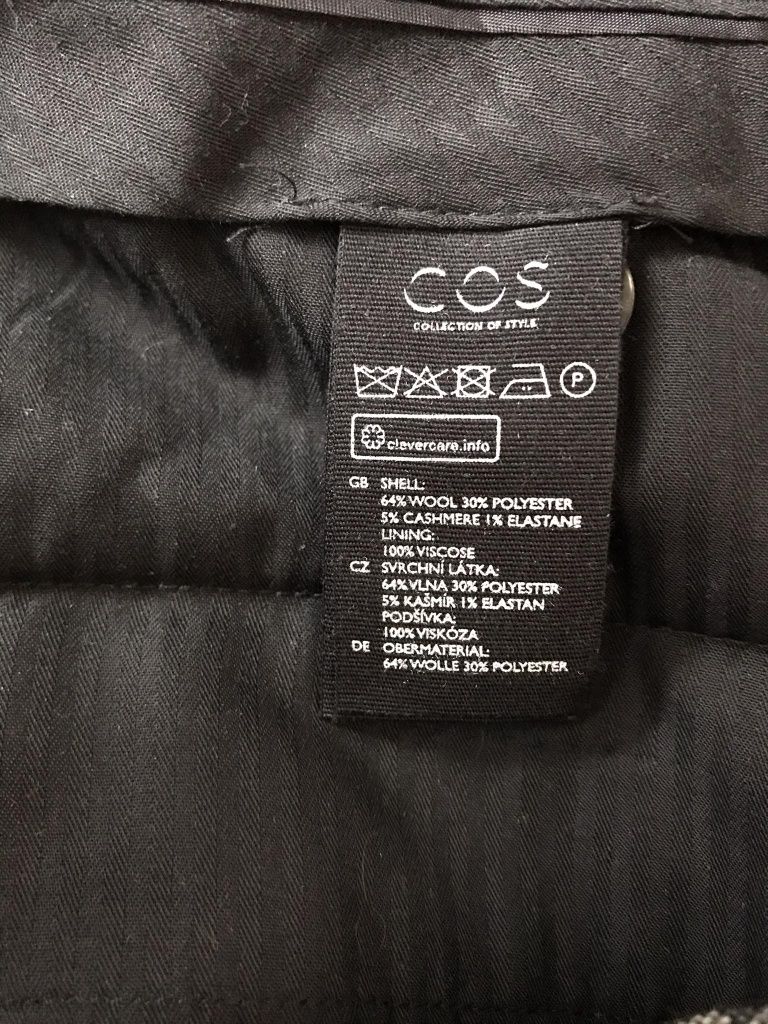 COS
COLLECTION OF STYLE
P
clevercare.info
GB SHELL:
64% WOOL 30% POLYESTER
5% CASHMERE 1% ELASTANE
LINING:
100% VISCOSE
CZ SVRCHNÍ LÁTKA:
64% VLNA 30% POLYESTER
5% KAŠMÍR 1% ELASTAN
PODŠÍVKA:
100% VISKÓZA
DE OBERMATERIAL:
64% WOLLE 30% POLYESTER